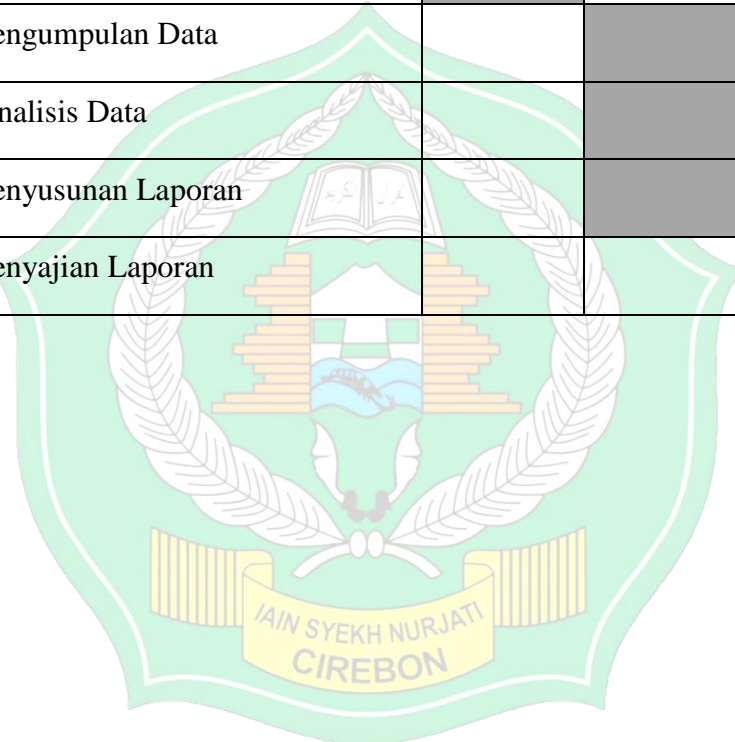 engumpulan Data
nalisis Data
enyusunan Laporan
enyajian Laporan
IAIN SYEKH NURJATI
CIREBON